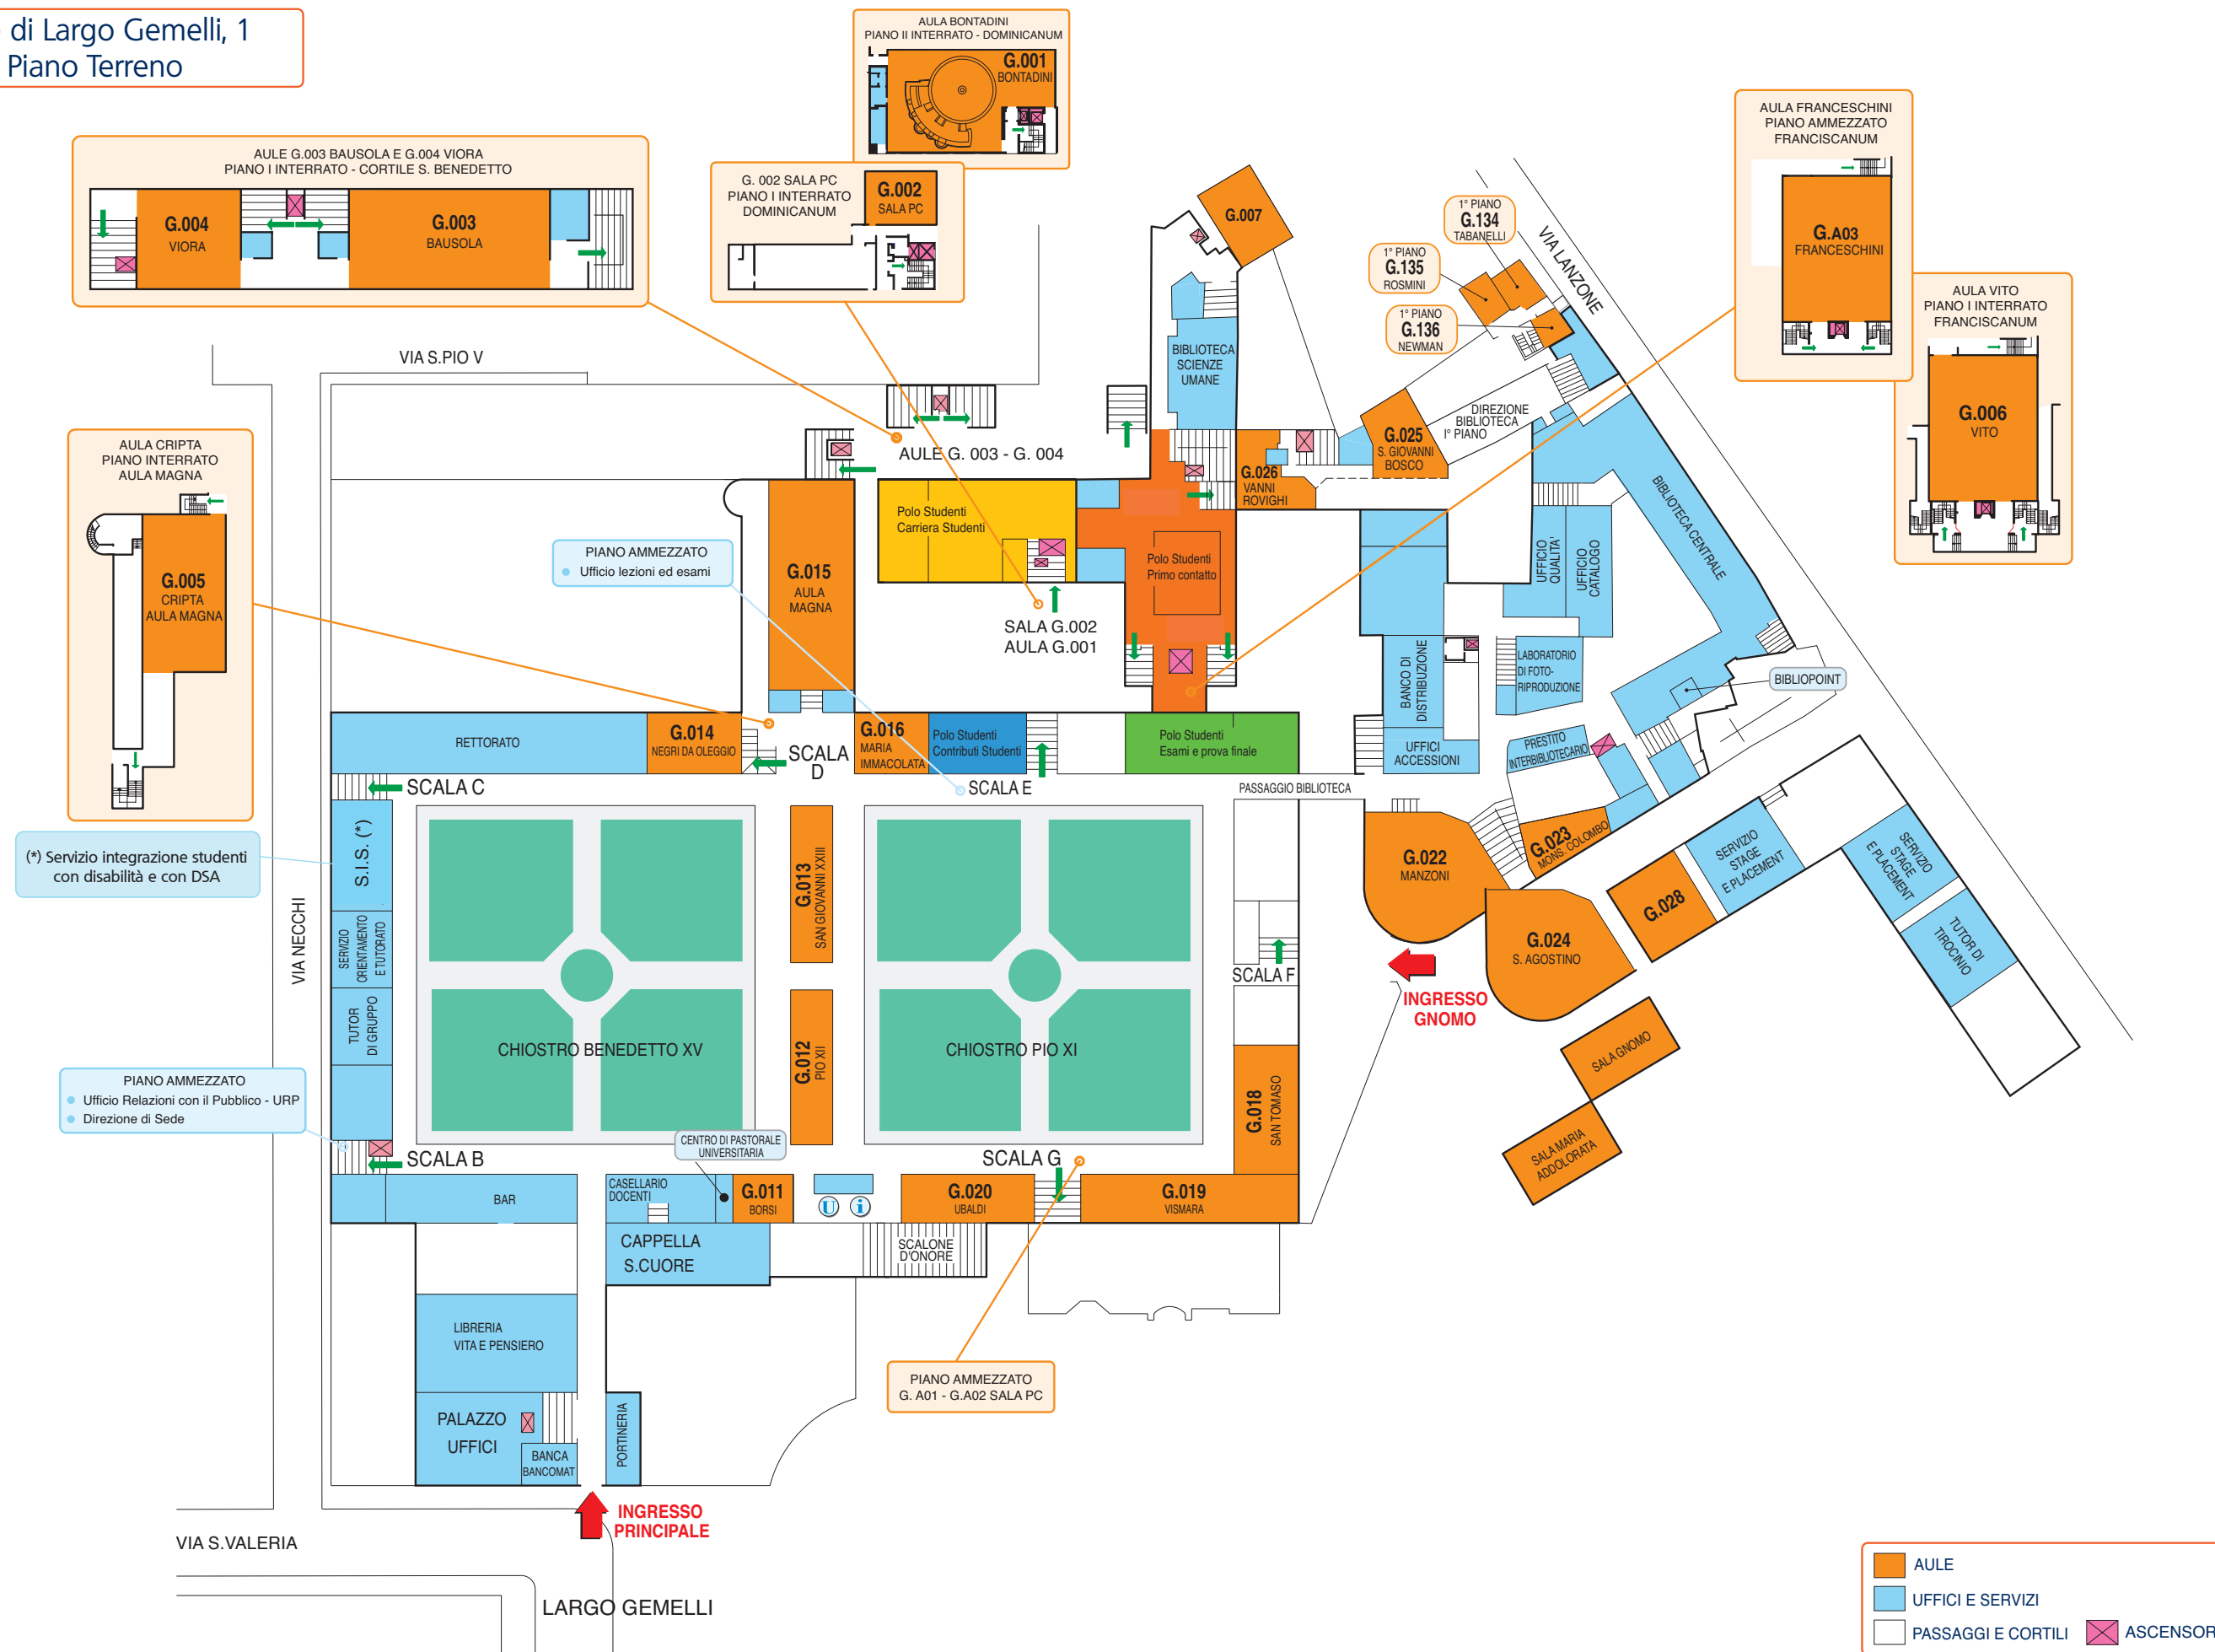 di Largo Gemelli, 1
Piano Terreno
AULA BONTADINI
PIANO II INTERRATO - DOMINICANUM
G.001
BONTADINI
AULE G.003 BAUSOLA E G.004 VIORA
PIANO I INTERRATO - CORTILE S. BENEDETTO
G.004
VIORA
G.003
BAUSOLA
G. 002 SALA PC
PIANO I INTERRATO
DOMINICANUM
G.002
SALA PC
AULA FRANCESCHINI
PIANO AMMEZZATO
FRANCISCANUM
G.A03
FRANCESCHINI
AULA VITO
PIANO I INTERRATO
FRANCISCANUM
G.006
VITO
G.007
1° PIANO
G.134
TABANELLI
1° PIANO
G.135
ROSMINI
1° PIANO
G.136
NEWMAN
VIA LANZONE
VIA S.PIO V
BIBLIOTECA
SCIENZE
UMANE
DIREZIONE
BIBLIOTECA
I° PIANO
G.025
S. GIOVANNI
BOSCO
G.026
VANNI
ROVIGHI
AULE G. 003 - G. 004
AULA CRIPTA
PIANO INTERRATO
AULA MAGNA
G.005
CRIPTA
AULA MAGNA
PIANO AMMEZZATO
Ufficio lezioni ed esami
G.015
AULA
MAGNA
Polo Studenti
Carriera Studenti
Polo Studenti
Primo contatto
SALA G.002
AULA G.001
UFFICIO
QUALITA'
UFFICIO
CATALOGO
BIBLIOTECA CENTRALE
BANCO DI
DISTRIBUZIONE
LABORATORIO
DI FOTO-
RIPRODUZIONE
BIBLIOPOINT
UFFICI
ACCESSIONI
PRESTITO
INTERBIBLIOTECARIO
RETTORATO
G.014
NEGRI DA OLEGGIO
SCALA
D
G.016
MARIA
IMMACOLATA
Polo Studenti
Contributi Studenti
Polo Studenti
Esami e prova finale
SCALA C
SCALA E
PASSAGGIO BIBLIOTECA
(*) Servizio integrazione studenti
con disabilità e con DSA
S.I.S. (*)
SERVIZIO
ORIENTAMENTO
E TUTORATO
TUTOR
DI GRUPPO
VIA NECCHI
CHIOSTRO BENEDETTO XV
G.013
SAN GIOVANNI XXIII
G.012
PIO XII
CHIOSTRO PIO XI
SCALA F
G.018
SAN TOMASO
G.022
MANZONI
G.023
MONS. COLOMBO
G.024
S. AGOSTINO
G.028
SERVIZIO
STAGE
E PLACEMENT
SERVIZIO
STAGE
E PLACEMENT
TUTOR DI
TIROCINIO
INGRESSO
GNOMO
SALA GNOMO
SALA MARIA
ADDOLORATA
PIANO AMMEZZATO
Ufficio Relazioni con il Pubblico - URP
Direzione di Sede
SCALA B
CENTRO DI PASTORALE
UNIVERSITARIA
SCALA G
BAR
CASELLARIO
DOCENTI
G.011
BORSI
U
i
G.020
UBALDI
G.019
VISMARA
CAPPELLA
S.CUORE
SCALONE
D'ONORE
LIBRERIA
VITA E PENSIERO
PALAZZO
UFFICI
BANCA
BANCOMAT
PORTINERIA
PIANO AMMEZZATO
G. A01 - G.A02 SALA PC
INGRESSO
PRINCIPALE
VIA S.VALERIA
LARGO GEMELLI
AULE
UFFICI E SERVIZI
PASSAGGI E CORTILI
ASCENSOR